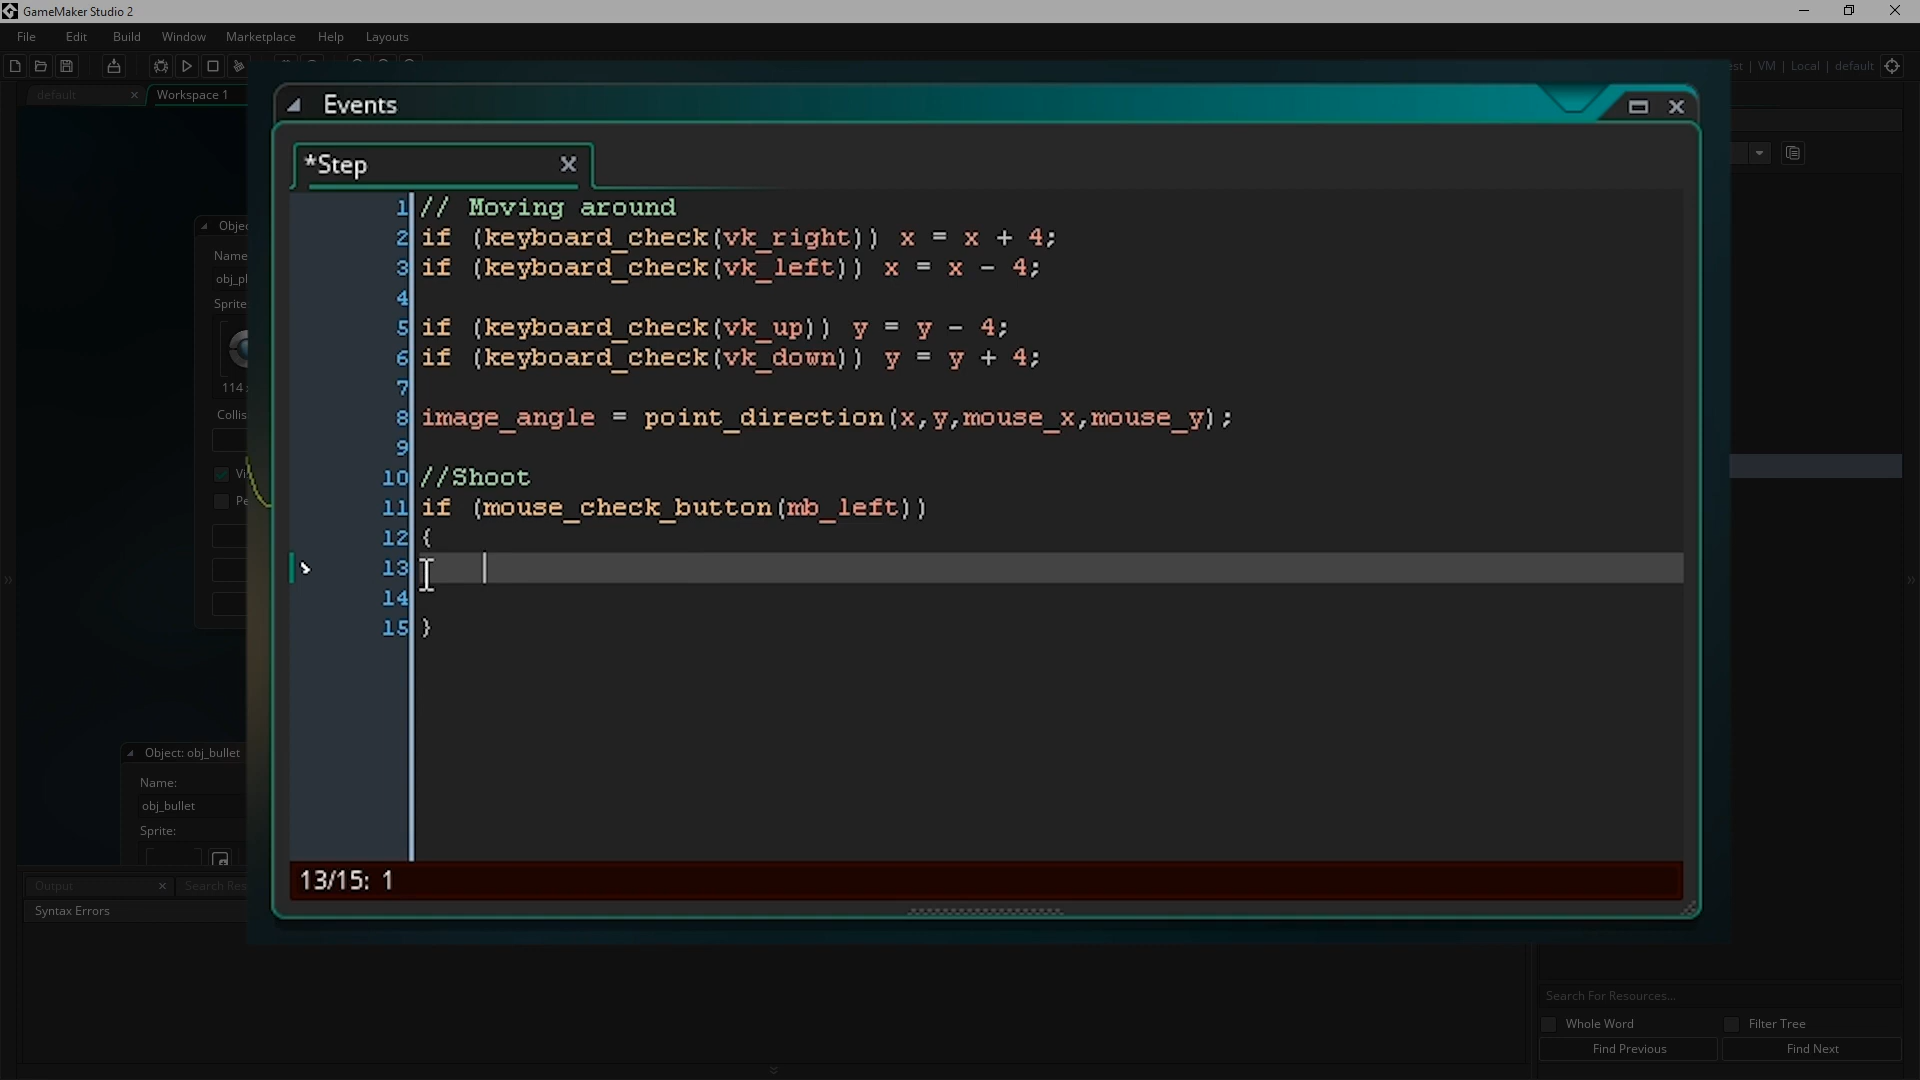 GameMaker Studio 2
File Edit Build Window Marketplace Help Layouts
| VM | Local | default
default
Workspace 1
Events
*Step
1 // Moving around
2 if (keyboard_check(vk_right)) x = x + 4;
3 if (keyboard_check(vk_left)) x = x - 4;
4
5 if (keyboard_check(vk_up)) y = y - 4;
6 if (keyboard_check(vk_down)) y = y + 4;
7
8 image_angle = point_direction(x,y,mouse_x,mouse_y);
9
10 //Shoot
11 if (mouse_check_button(mb_left))
12 {
13
14
15 }
13/15: 1
Name
Sprite
114
Object: obj_bullet
Name:
obj_bullet
Sprite:
Output
Search
Syntax Errors
Search For Resources...
Whole Word
Filter Tree
Find Previous
Find Next